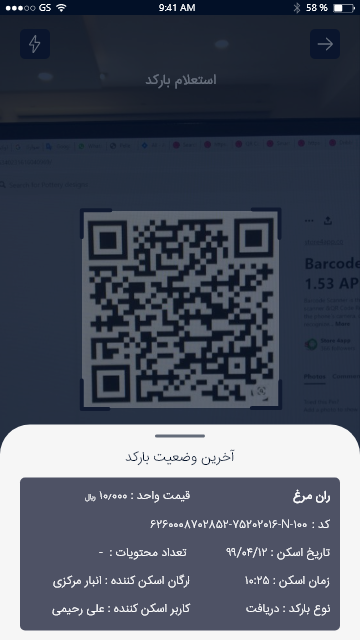 GS 9:41 AM 58 %
استعلام بارکد
Barcode
1.53 AP
آخرین وضعیت بارکد
ران مرغ قیمت واحد : ۱۰٫۰۰۰ ریال
کد : ۶۲۶۰۰۰۸۷۰۲۸۵۲-۷۵۲۰۲۰۱۶-N-۱۰۰
تاریخ اسکن : ۹۹/۰۴/۱۲ تعداد محتویات : -
زمان اسکن : ۱۰:۲۵ ارگان اسکن کننده : انبار مرکزی
نوع بارکد : دریافت کاربر اسکن کننده : علی رحیمی